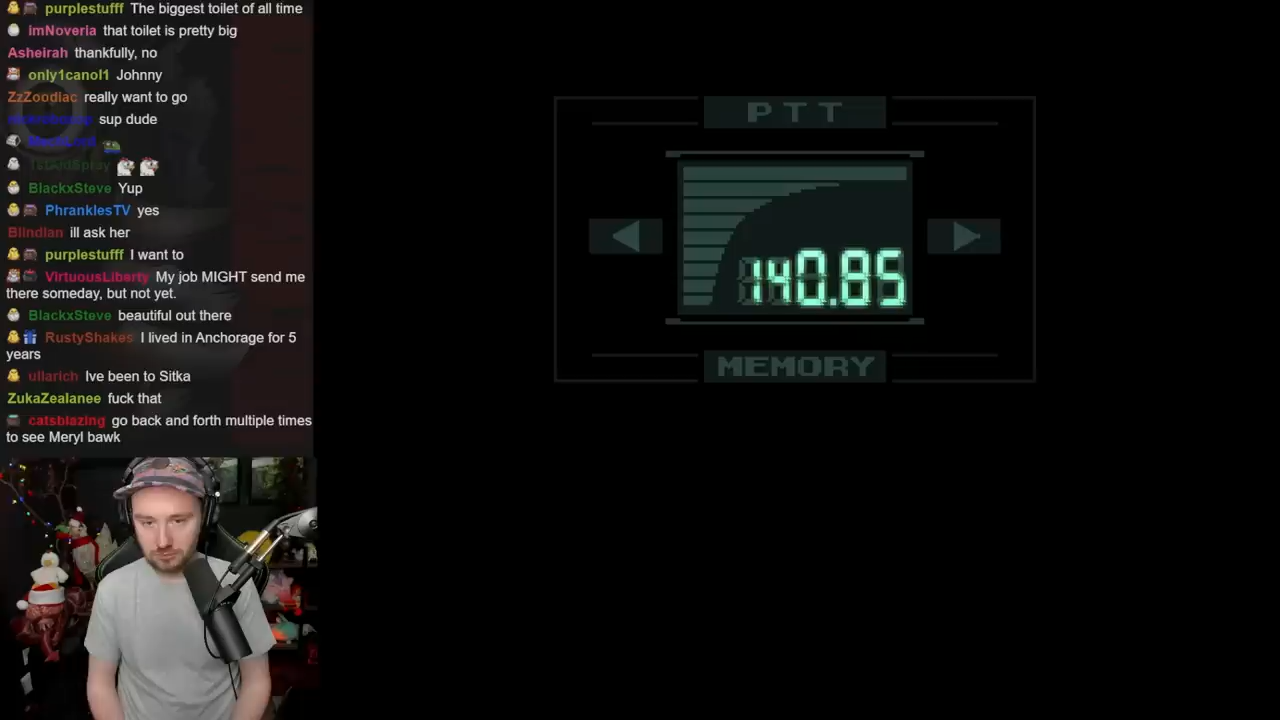 purplestufff The biggest toilet of all time
ImNoveria that toilet is pretty big
Asheirah thankfully, no
only1canol1 Johnny
ZzZoodiac really want to go
sup dude
BlackxSteve Yup
PhranklesTV yes
Blindian ill ask her
purplestufff I want to
VirtuousLiberty My job MIGHT send me
there someday, but not yet.
BlackxSteve beautiful out there
RustyShakes I lived in Anchorage for 5
years
ullarich Ive been to Sitka
ZukaZealanee fuck that
catsblazing go back and forth multiple times
to see Meryl bawk
PTT
140.85
MEMORY